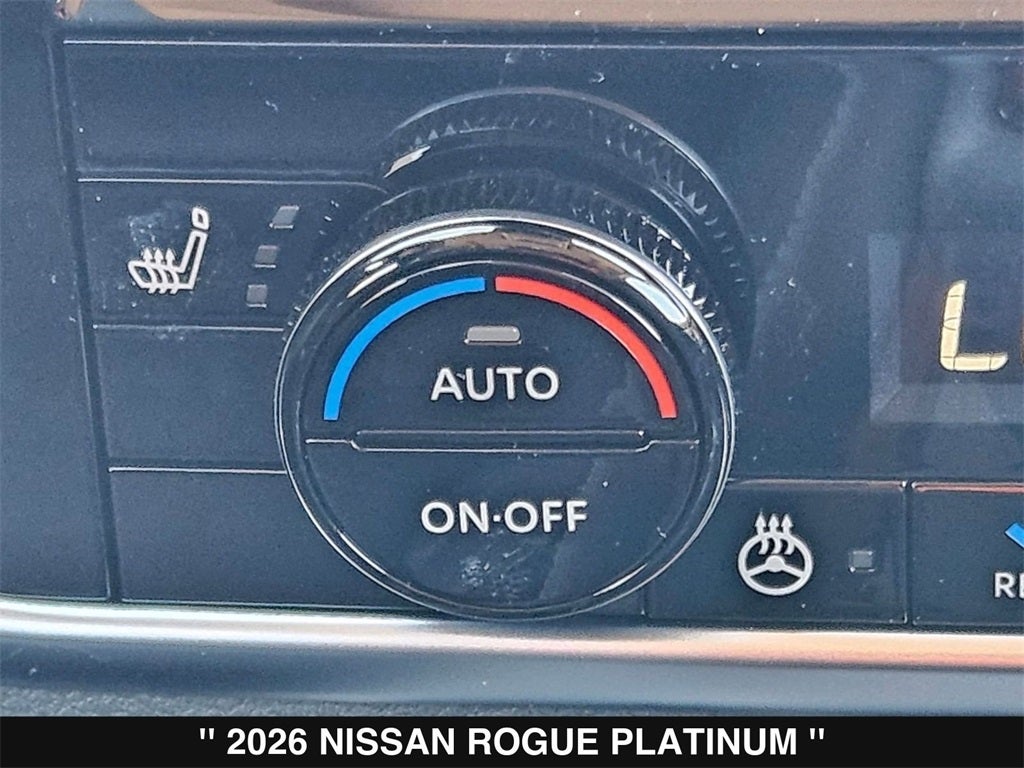 AUTO
ON·OFF
" 2026 NISSAN ROGUE PLATINUM "